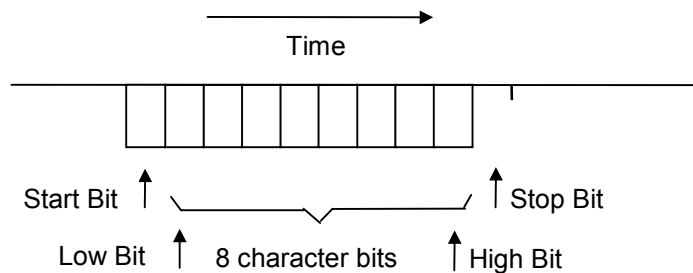 Time
Start Bit
Stop Bit
Low Bit
8 character bits
High Bit